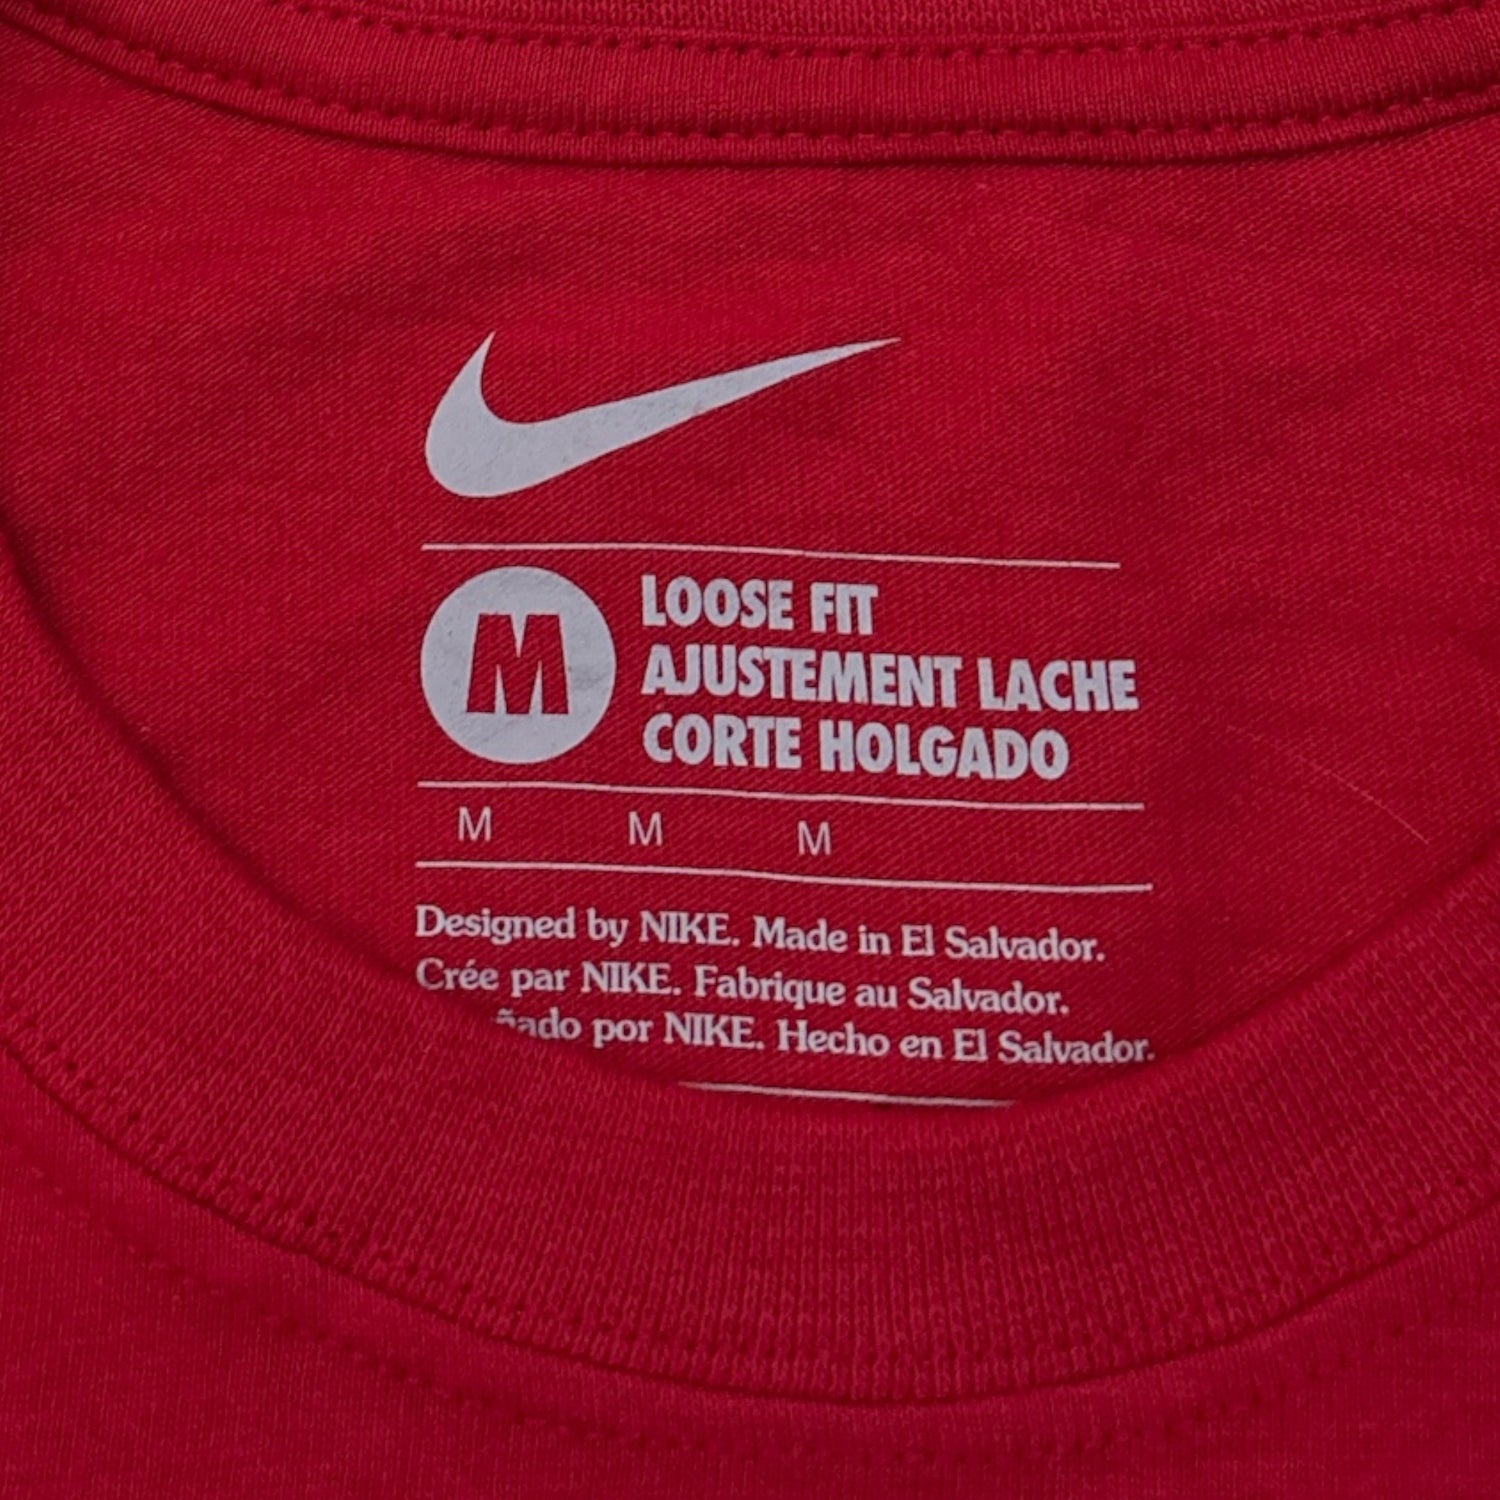 M
LOOSE FIT
AJUSTEMENT LACHE
CORTE HOLGADO
M M M
Designed by NIKE. Made in El Salvador.
Crée par NIKE. Fabrique au Salvador.
por NIKE. Hecho en El Salvador.